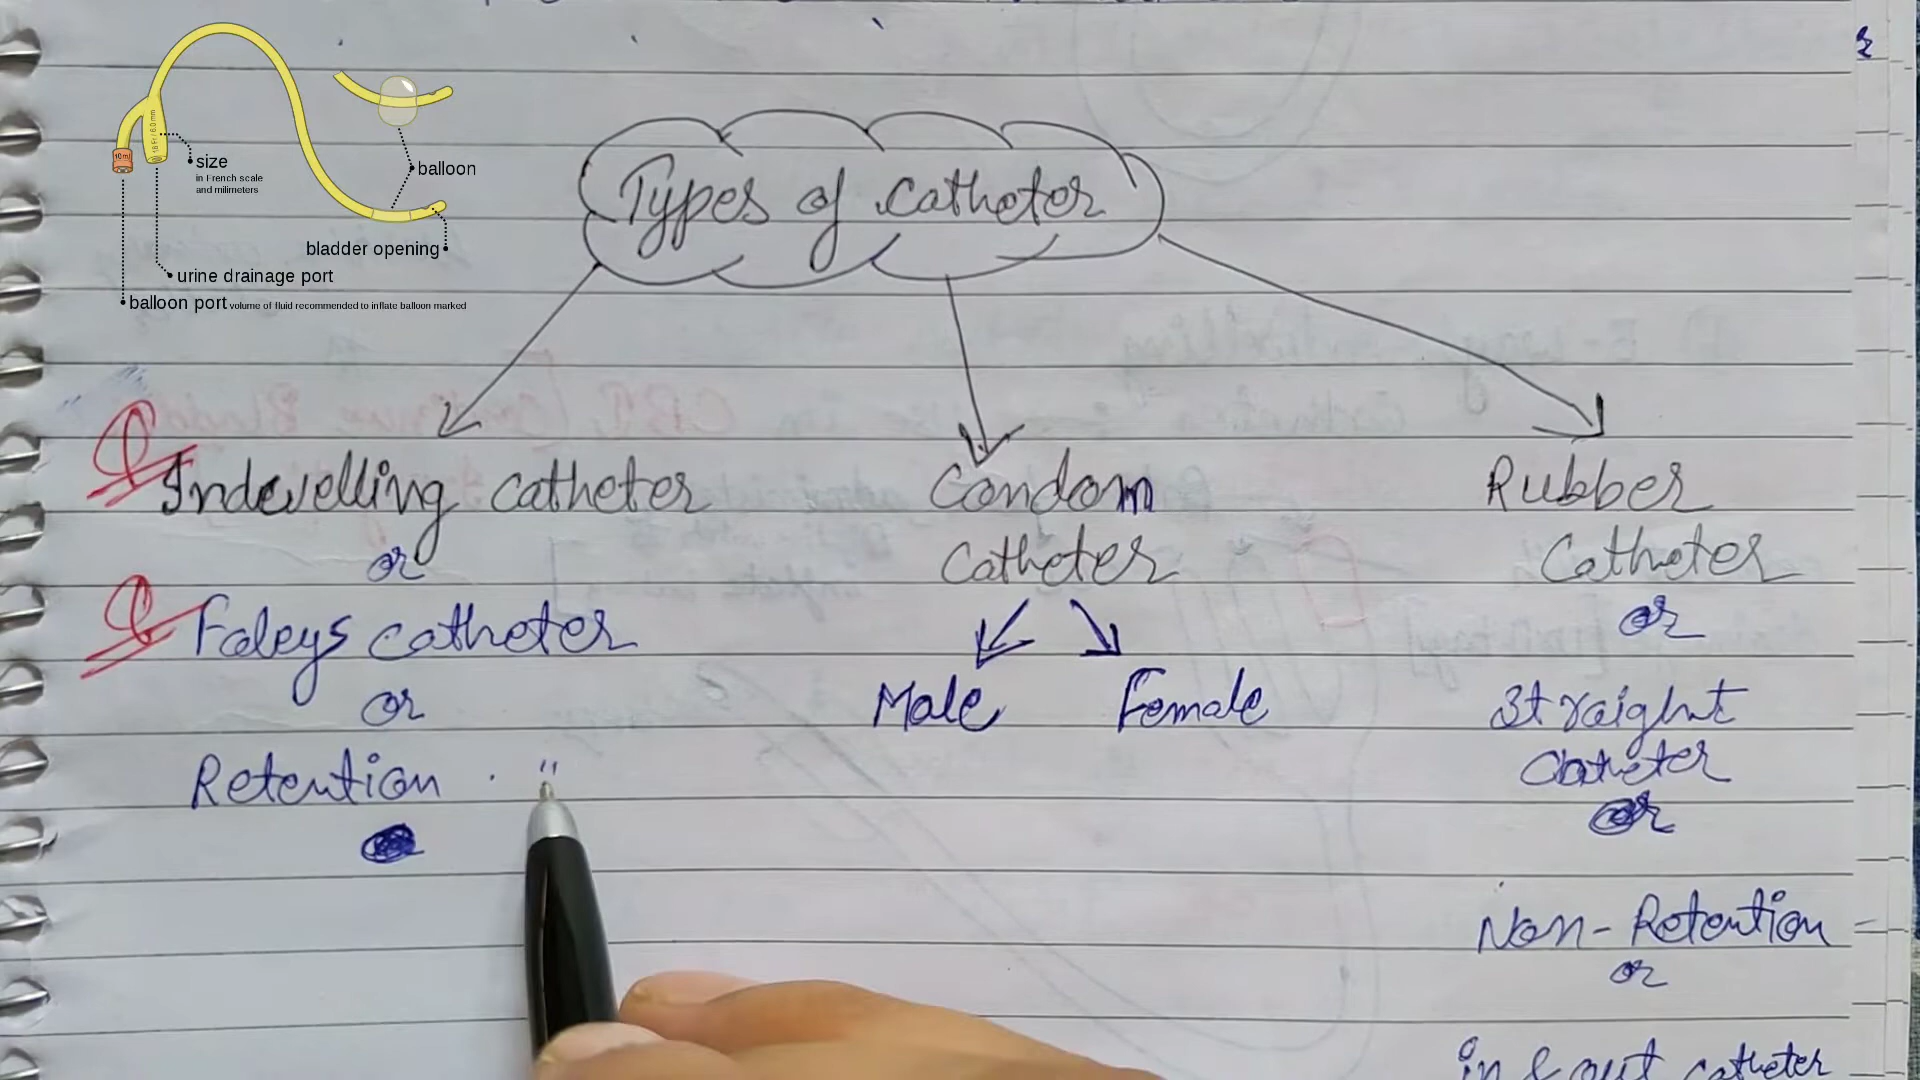 size
in French scale
and milimeters
balloon
bladder opening
urine drainage port
balloon port volume of fluid recommended to inflate balloon marked
10ml
Types of catheter
Indewelling catheter
or
Foleys catheter
or
Retention "
Condom
Catheter
Male Female
Rubber
Catheter
or
Straight
Catheter
or
Non-Retention
or
in & out catheter